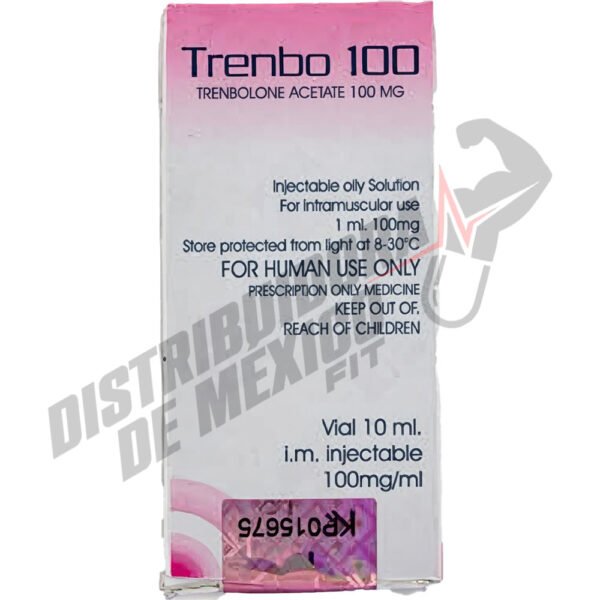 Trenbo 100
TRENBOLONE ACETATE 100 MG
Injectable oily Solution
For intramuscular use
1 ml. 100mg
Store protected from light at 8-30°C
FOR HUMAN USE ONLY
PRESCRIPTION ONLY MEDICINE
KEEP OUT OF.
REACH OF CHILDREN
DISTRIBUIDORA
DE MÉXICO
FIT
Vial 10 ml.
i.m. injectable
100mg/ml
KR015675